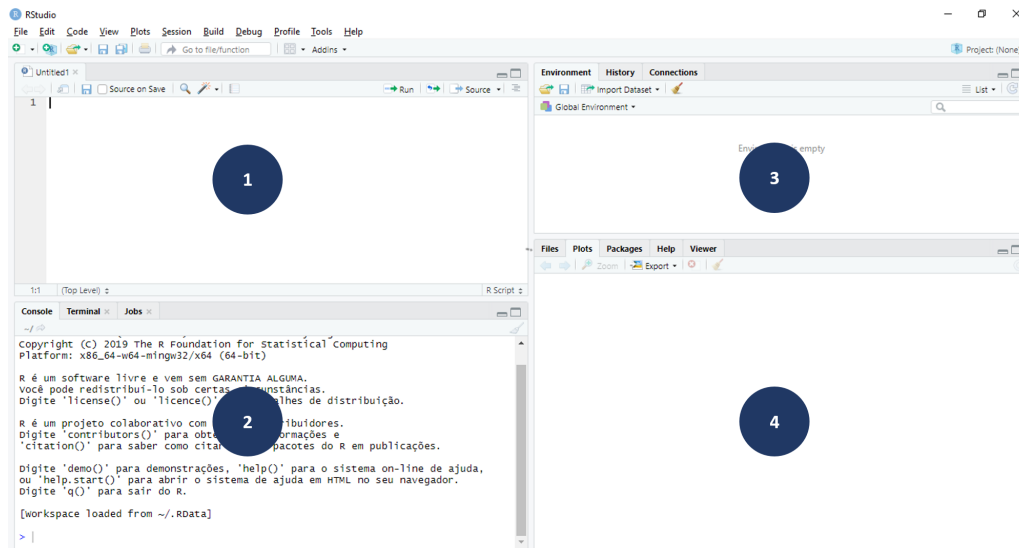 RStudio
File Edit Code View Plots Session Build Debug Profile Tools Help
Go to file/function Addins Project: (None
Untitled1
Source on Save Run Source
1
1
1:1 (Top Level) R Script
Console Terminal Jobs
~/
Copyright (C) 2019 The R Foundation for Statistical Computing
Platform: x86_64-w64-mingw32/x64 (64-bit)
R é um software livre e vem sem GARANTIA ALGUMA.
Você pode redistribuí-lo sob certas circunstâncias.
Digite 'license()' ou 'licence()' detalhes de distribuição.
R é um projeto colaborativo com contribuidores.
Digite 'contributors()' para obter informações e
'citation()' para saber como citar pacotes do R em publicações.
Digite 'demo()' para demonstrações, 'help()' para o sistema on-line de ajuda,
ou 'help.start()' para abrir o sistema de ajuda em HTML no seu navegador.
Digite 'q()' para sair do R.
[Workspace loaded from ~/.RData]
>
2
Environment History Connections
Import Dataset List
Global Environment
empty
3
Files Plots Packages Help Viewer
Zoom Export
4